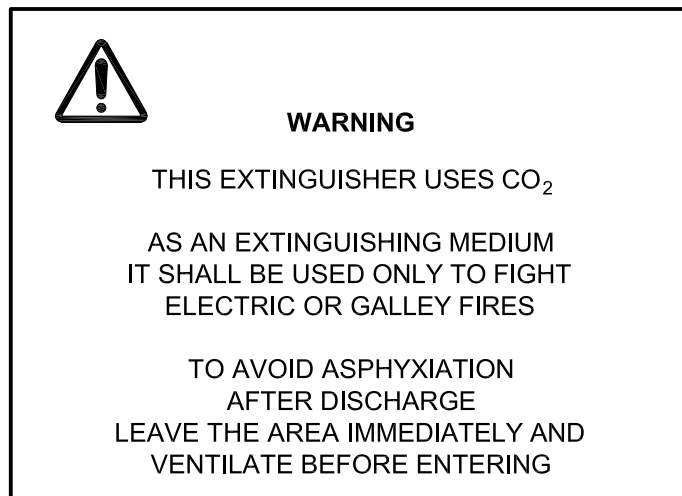 WARNING
THIS EXTINGUISHER USES CO₂
AS AN EXTINGUISHING MEDIUM
IT SHALL BE USED ONLY TO FIGHT
ELECTRIC OR GALLEY FIRES
TO AVOID ASPHYXIATION
AFTER DISCHARGE
LEAVE THE AREA IMMEDIATELY AND
VENTILATE BEFORE ENTERING